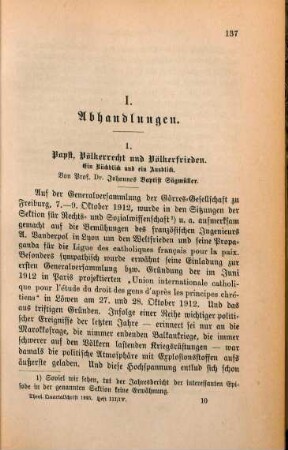 137
I.
Abhandlungen.
1.
Papst, Völkerrecht und Völkerfrieden.
Ein Rückblick und ein Ausblick.
Von Prof. Dr. Johannes Baptist Sägmüller.
Auf der Generalversammlung der Görres-Gesellschaft zu
Freiburg, 7.—9. Oktober 1912, wurde in den Sitzungen der
Sektion für Rechts- und Sozialwissenschaft¹) u. a. aufmerksam
gemacht auf die Bemühungen des französischen Ingenieurs
A. Vanderpol in Lyon um den Weltfrieden und seine Propa-
ganda für die Ligue des catholiques français pour la paix.
Besonders sympathisch wurde erwähnt seine Einladung zur
ersten Generalversammlung bzw. Gründung der im Juni
1912 in Paris projektierten „Union internationale catholi-
que pour l'étude du droit des gens d'après les principes chré-
tiens“ in Löwen am 27. und 28. Oktober 1912. Und das
aus triftigen Gründen. Infolge einer Reihe wichtiger politi-
scher Ereignisse der letzten Jahre — erinnert sei nur an die
Marokkofrage, die nimmer endenden Balkankriege, die immer
schwerer auf den Völkern lastenden Kriegsrüstungen — war
damals die politische Atmosphäre mit Explosionsstoffen aufs
äußerste geladen. Und diese Hochspannung entlud sich schon
1) Soviel wir sehen, tut der Jahresbericht der interessanten Epi-
sode in der genannten Sektion keine Erwähnung.
Theol. Quartalschrift Heft III/IV. 10